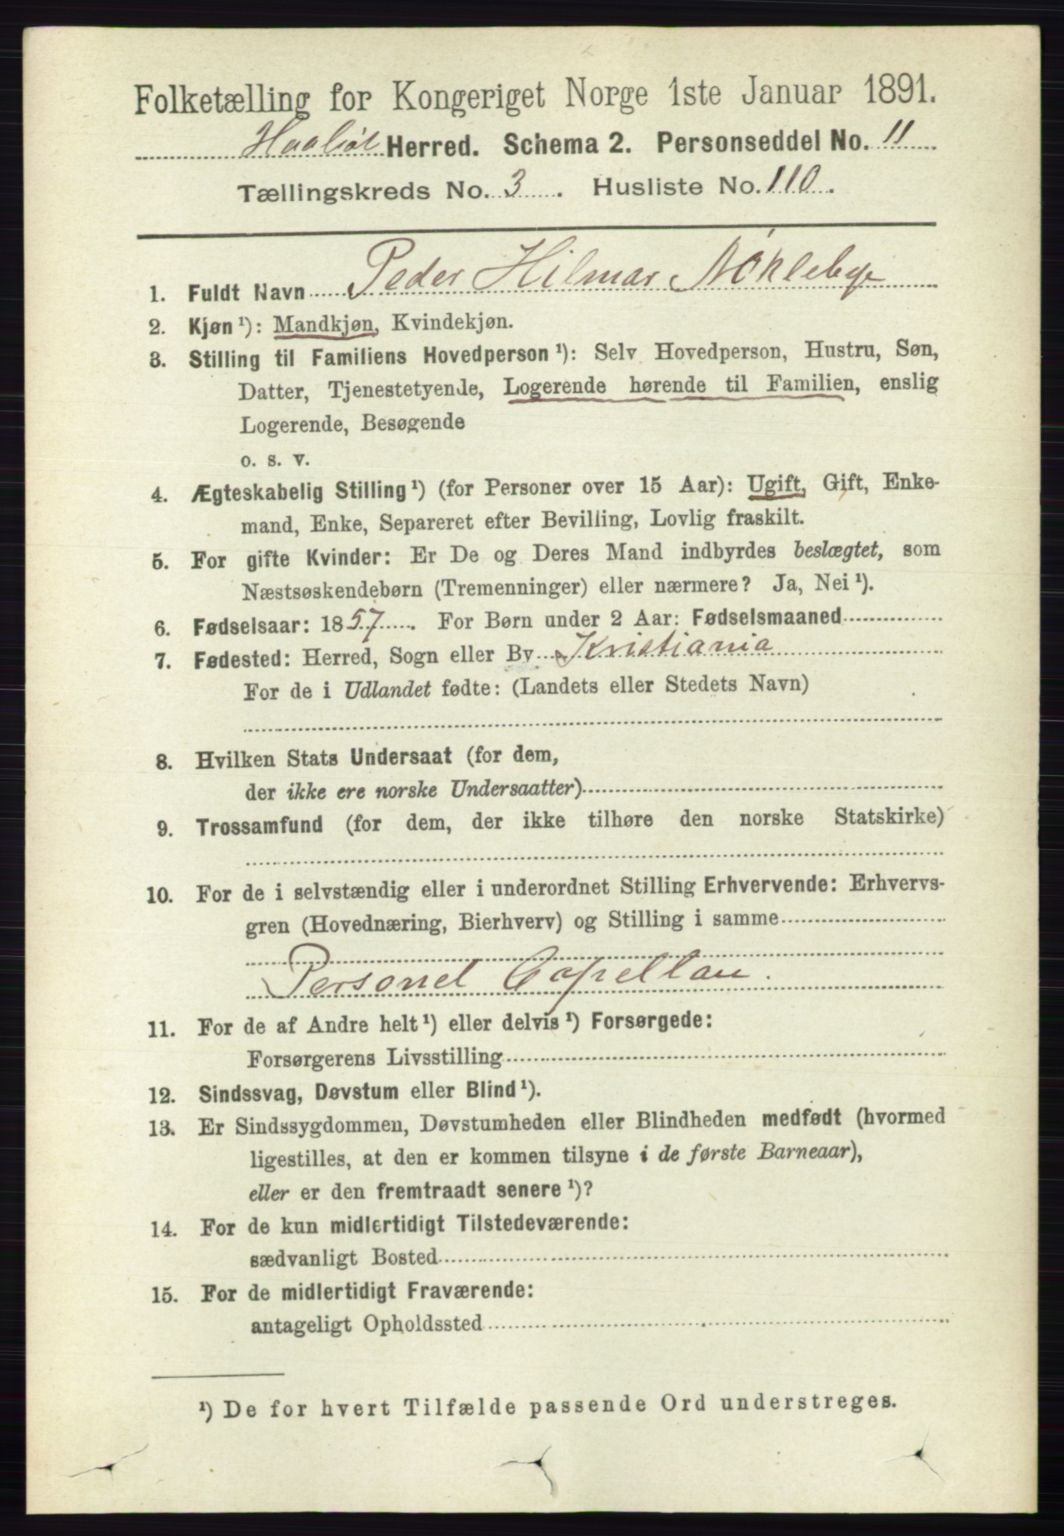 Folketælling for Kongeriget Norge 1ste Januar 1891.
Haabøl Herred. Schema 2. Personseddel No. 11
Tællingskreds No. 3. Husliste No. 110.
1. Fuldt Navn Peder Hilmar Nøkleby
2. Kjøn ¹): Mandkjøn, Kvindekjøn.
3. Stilling til Familiens Hovedperson ¹): Selv Hovedperson, Hustru, Søn,
Datter, Tjenestetyende, Logerende hørende til Familien, enslig
Logerende, Besøgende
o. s. v.
4. Ægteskabelig Stilling ¹) (for Personer over 15 Aar): Ugift, Gift, Enke-
mand, Enke, Separeret efter Bevilling, Lovlig fraskilt.
5. For gifte Kvinder: Er De og Deres Mand indbyrdes beslægtet, som
Næstsøskendebørn (Tremenninger) eller nærmere? Ja, Nei ¹).
6. Fødselsaar: 1857. For Børn under 2 Aar: Fødselsmaaned
7. Fødested: Herred, Sogn eller By Kristiania
For de i Udlandet fødte: (Landets eller Stedets Navn)
8. Hvilken Stats Undersaat (for dem,
der ikke ere norske Undersaatter)
9. Trossamfund (for dem, der ikke tilhøre den norske Statskirke)
10. For de i selvstændig eller i underordnet Stilling Erhvervende: Erhvervs-
gren (Hovednæring, Bierhverv) og Stilling i samme
Personel Capellan.
11. For de af Andre helt ¹) eller delvis ¹) Forsørgede:
Forsørgerens Livsstilling
12. Sindssvag, Døvstum eller Blind ¹).
13. Er Sindssygdommen, Døvstumheden eller Blindheden medfødt (hvormed
ligestilles, at den er kommen tilsyne i de første Barneaar),
eller er den fremtraadt senere ¹)?
14. For de kun midlertidigt Tilstedeværende:
sædvanligt Bosted
15. For de midlertidigt Fraværende:
antageligt Opholdssted
¹) De for hvert Tilfælde passende Ord understreges.